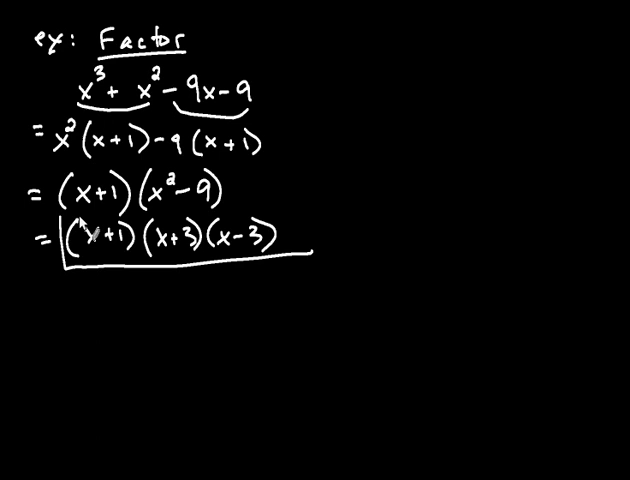 ex: Factor
x³ + x² - 9x - 9
= x²(x+1) - 9(x+1)
= (x+1)(x² - 9)
= (x+1)(x+3)(x-3)